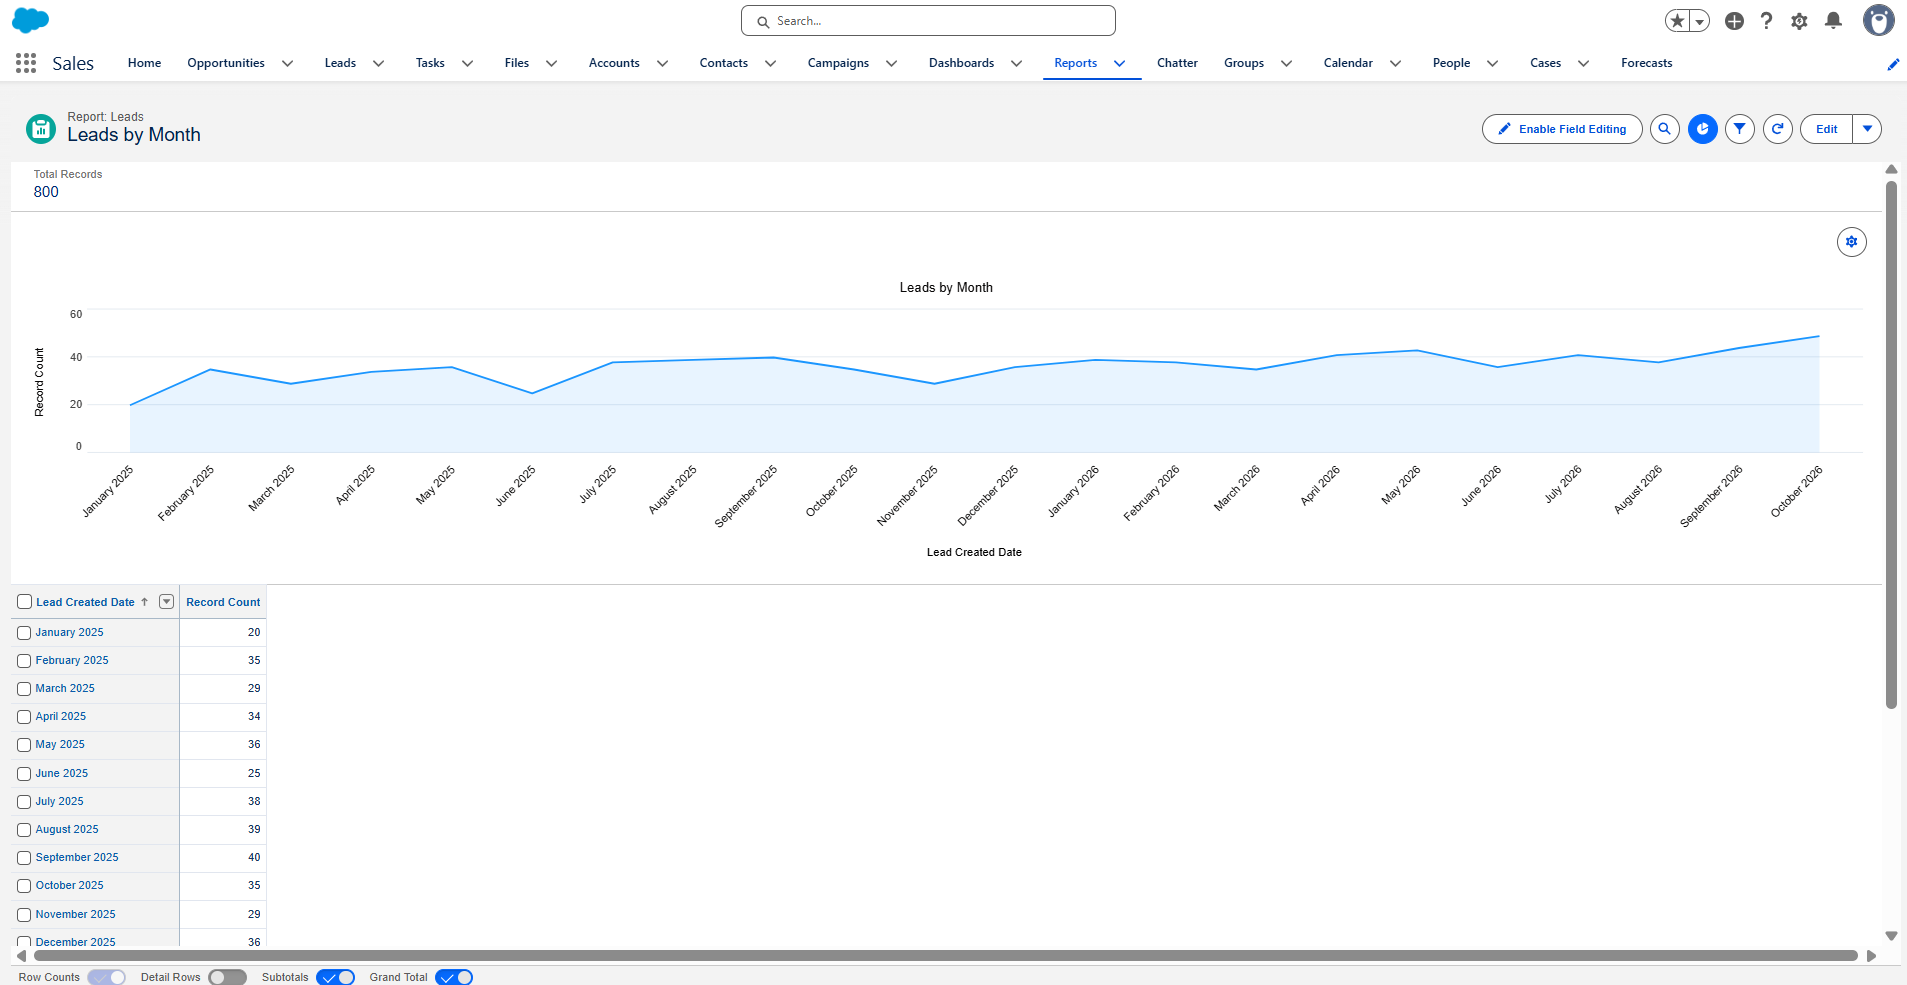 Search...
Sales
Home
Opportunities
Leads
Tasks
Files
Accounts
Contacts
Campaigns
Dashboards
Reports
Chatter
Groups
Calendar
People
Cases
Forecasts
Report: Leads
Leads by Month
Enable Field Editing
Edit
Total Records
800
Leads by Month
60
40
20
0
Record Count
January 2025
February 2025
March 2025
April 2025
May 2025
June 2025
July 2025
August 2025
September 2025
October 2025
November 2025
December 2025
January 2026
February 2026
March 2026
April 2026
May 2026
June 2026
July 2026
August 2026
September 2026
October 2026
Lead Created Date
Lead Created Date Record Count
January 2025 20
February 2025 35
March 2025 29
April 2025 34
May 2025 36
June 2025 25
July 2025 38
August 2025 39
September 2025 40
October 2025 35
November 2025 29
December 2025 36
Row Counts Detail Rows Subtotals Grand Total